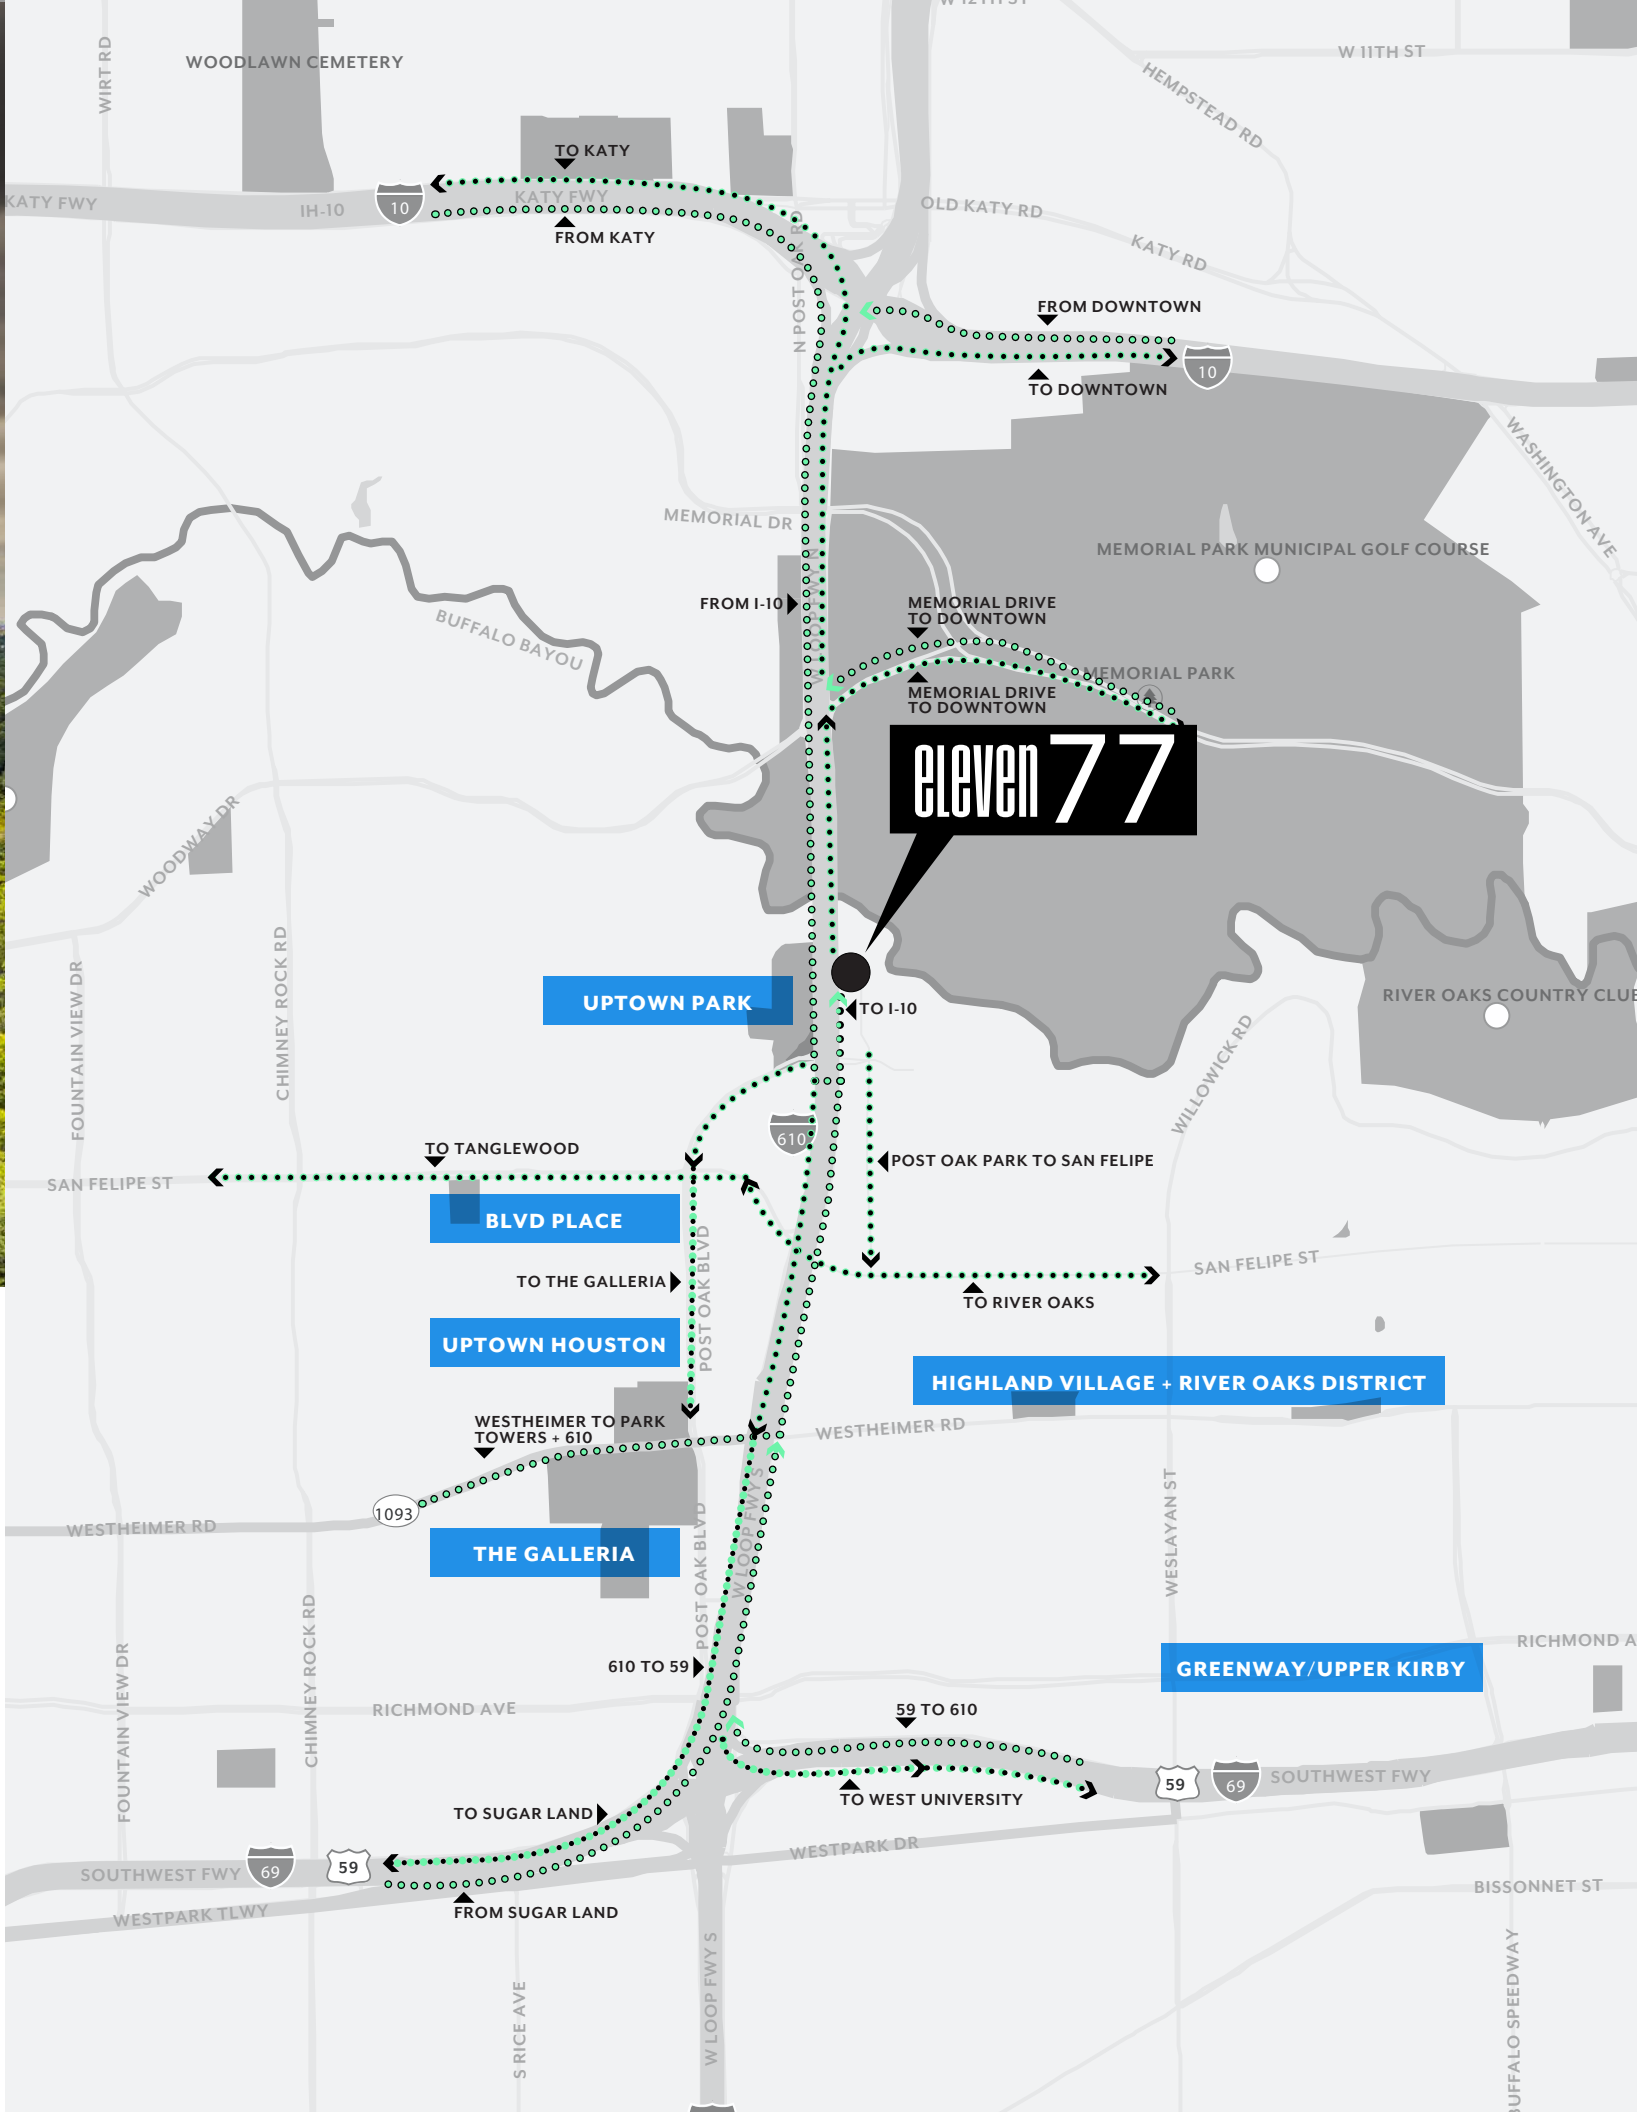 W 12TH ST
W 11TH ST
WOODLAWN CEMETERY
WIRT RD
HEMPSTEAD RD
TO KATY
KATY FWY
KATY FWY
IH-10
10
FROM KATY
N POST OAK RD
OLD KATY RD
KATY RD
FROM DOWNTOWN
10
TO DOWNTOWN
WASHINGTON AVE
MEMORIAL DR
MEMORIAL PARK MUNICIPAL GOLF COURSE
W LOOP FWY N
FROM I-10
MEMORIAL DRIVE
TO DOWNTOWN
BUFFALO BAYOU
MEMORIAL PARK
MEMORIAL DRIVE
TO DOWNTOWN
eleven 77
WOODWAY DR
FOUNTAIN VIEW DR
CHIMNEY ROCK RD
UPTOWN PARK
TO I-10
RIVER OAKS COUNTRY CLUB
WILLOWICK RD
610
TO TANGLEWOOD
POST OAK PARK TO SAN FELIPE
SAN FELIPE ST
BLVD PLACE
POST OAK BLVD
TO THE GALLERIA
SAN FELIPE ST
TO RIVER OAKS
UPTOWN HOUSTON
HIGHLAND VILLAGE + RIVER OAKS DISTRICT
WESTHEIMER TO PARK
TOWERS + 610
WESTHEIMER RD
1093
WESTHEIMER RD
W LOOP FWY S
POST OAK BLVD
WESLAYAN ST
THE GALLERIA
CHIMNEY ROCK RD
FOUNTAIN VIEW DR
RICHMOND A
610 TO 59
GREENWAY/UPPER KIRBY
RICHMOND AVE
59 TO 610
59
69
SOUTHWEST FWY
TO WEST UNIVERSITY
TO SUGAR LAND
WESTPARK DR
SOUTHWEST FWY
69
59
BISSONNET ST
WESTPARK TLWY
FROM SUGAR LAND
W LOOP FWY S
S RICE AVE
BUFFALO SPEEDWAY